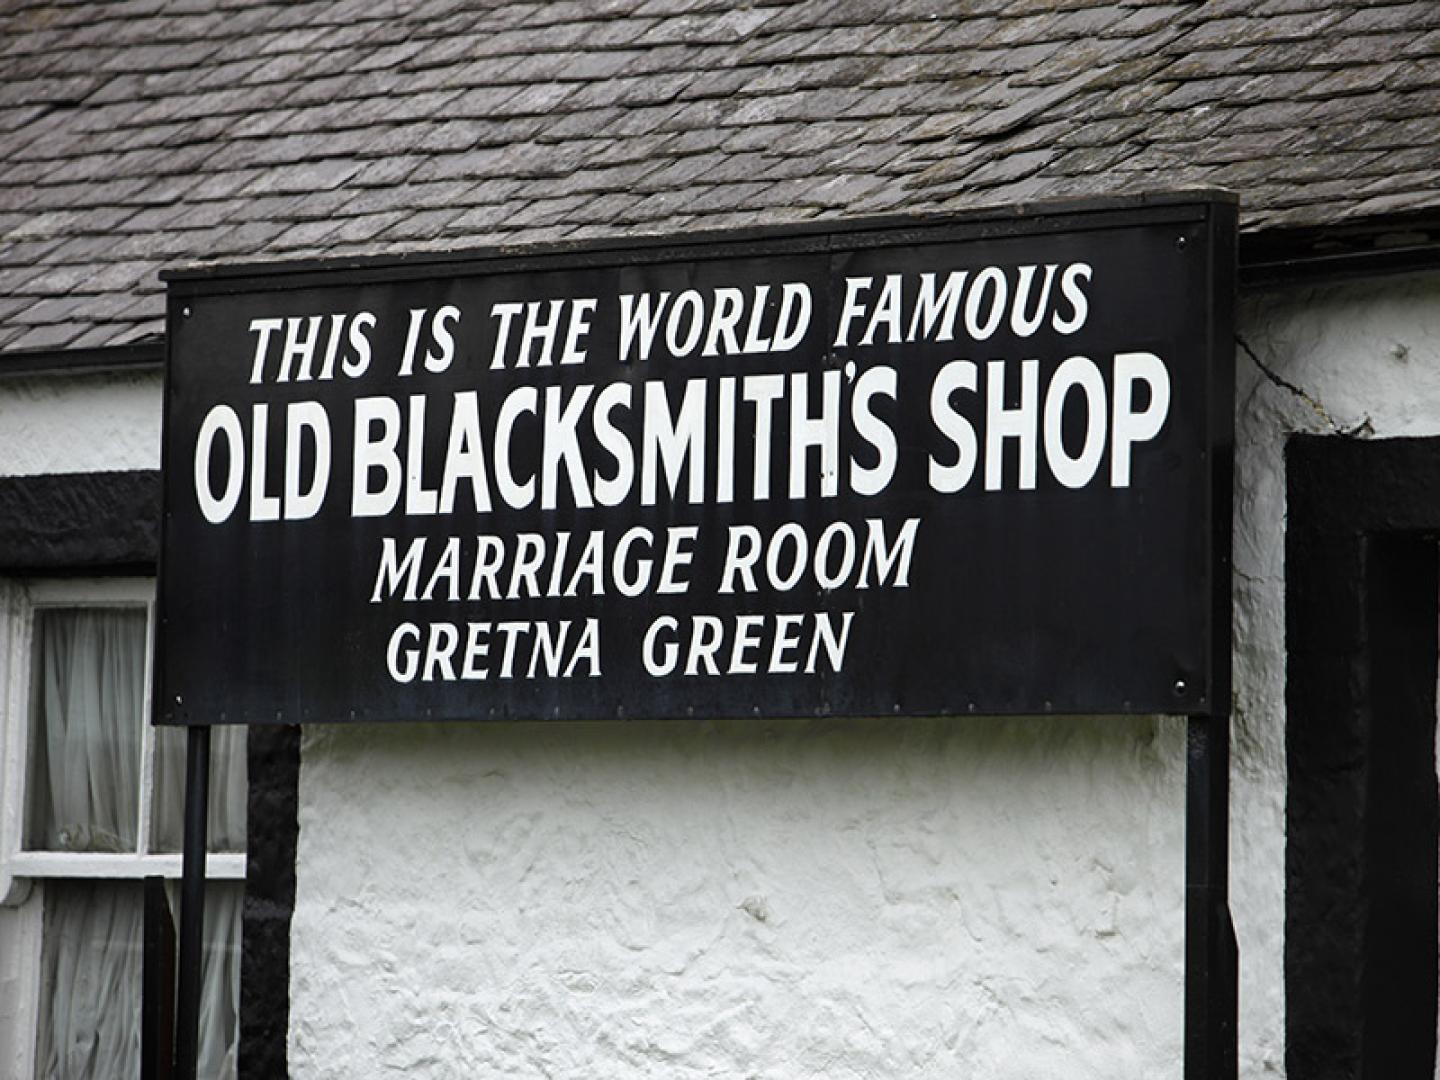 THIS IS THE WORLD FAMOUS
OLD BLACKSMITH'S SHOP
MARRIAGE ROOM
GRETNA GREEN